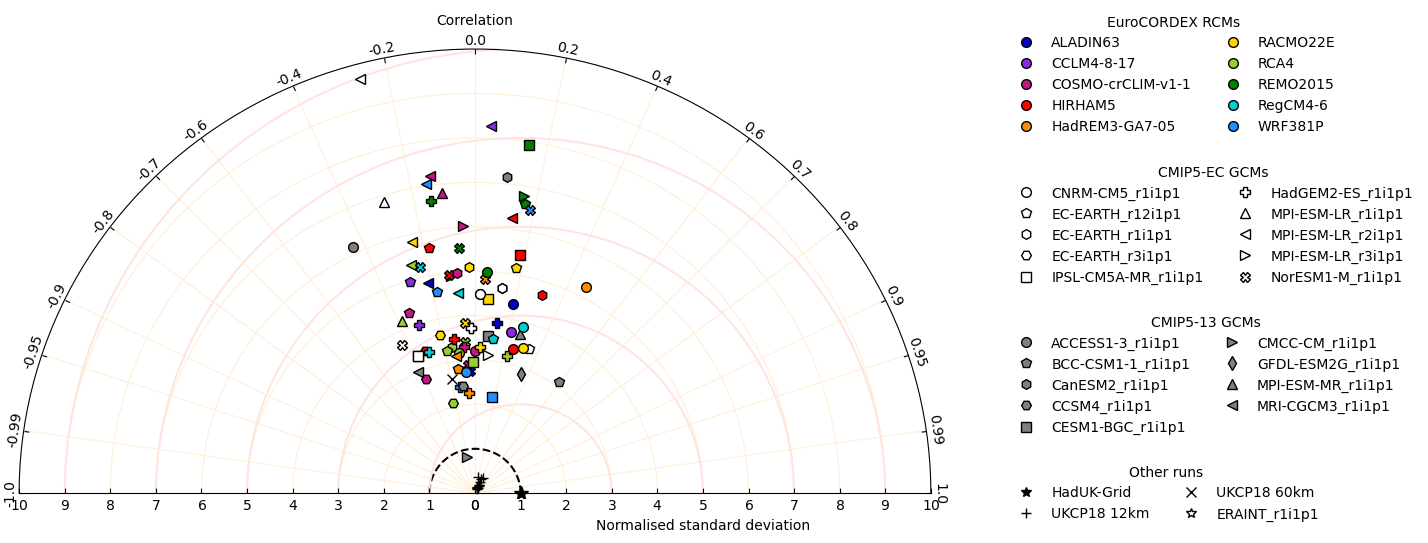 Correlation
0.0
-0.2
0.2
-0.4
0.4
-0.6
0.6
-0.7
0.7
-0.8
0.8
-0.9
0.9
-0.95
0.95
-0.99
0.99
-1.0
1.0
10 9 8 7 6 5 4 3 2 1 0 1 2 3 4 5 6 7 8 9 10
Normalised standard deviation
EuroCORDEX RCMs
ALADIN63
CCLM4-8-17
COSMO-crCLIM-v1-1
HIRHAM5
HadREM3-GA7-05
RACMO22E
RCA4
REMO2015
RegCM4-6
WRF381P
CMIP5-EC GCMs
CNRM-CM5_r1i1p1
EC-EARTH_r12i1p1
EC-EARTH_r1i1p1
EC-EARTH_r3i1p1
IPSL-CM5A-MR_r1i1p1
HadGEM2-ES_r1i1p1
MPI-ESM-LR_r1i1p1
MPI-ESM-LR_r2i1p1
MPI-ESM-LR_r3i1p1
NorESM1-M_r1i1p1
CMIP5-13 GCMs
ACCESS1-3_r1i1p1
BCC-CSM1-1_r1i1p1
CanESM2_r1i1p1
CCSM4_r1i1p1
CESM1-BGC_r1i1p1
CMCC-CM_r1i1p1
GFDL-ESM2G_r1i1p1
MPI-ESM-MR_r1i1p1
MRI-CGCM3_r1i1p1
Other runs
HadUK-Grid
UKCP18 12km
UKCP18 60km
ERAINT_r1i1p1